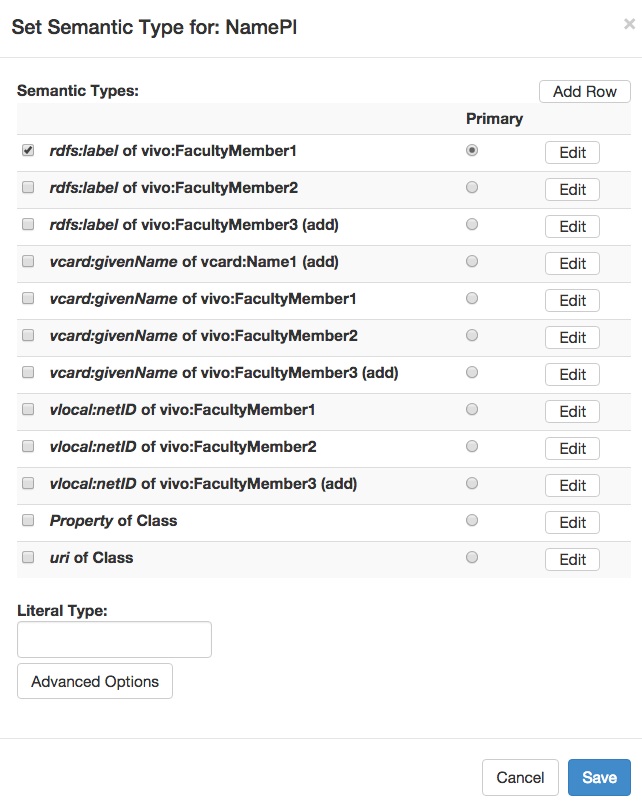 Set Semantic Type for: NamePI
×
Semantic Types:
Add Row
Primary
rdfs:label of vivo:FacultyMember1
Edit
rdfs:label of vivo:FacultyMember2
Edit
rdfs:label of vivo:FacultyMember3 (add)
Edit
vcard:givenName of vcard:Name1 (add)
Edit
vcard:givenName of vivo:FacultyMember1
Edit
vcard:givenName of vivo:FacultyMember2
Edit
vcard:givenName of vivo:FacultyMember3 (add)
Edit
vlocal:netID of vivo:FacultyMember1
Edit
vlocal:netID of vivo:FacultyMember2
Edit
vlocal:netID of vivo:FacultyMember3 (add)
Edit
Property of Class
Edit
uri of Class
Edit
Literal Type:
Advanced Options
Cancel
Save